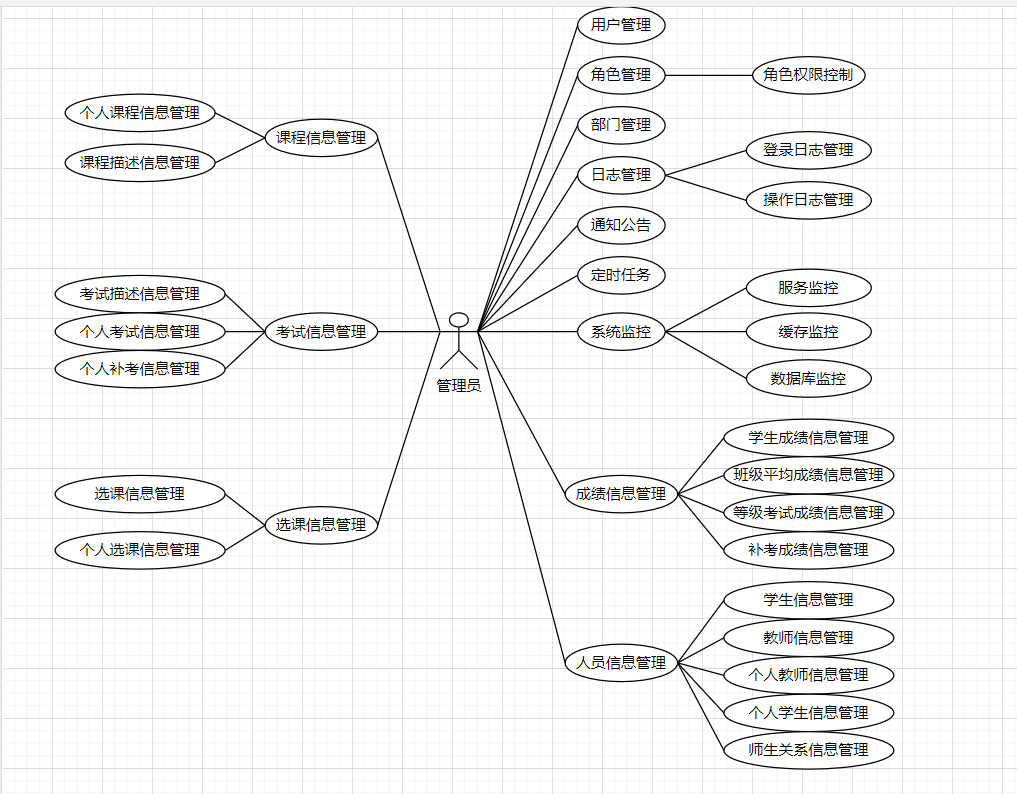 用户管理
角色管理
角色权限控制
部门管理
日志管理
登录日志管理
操作日志管理
通知公告
定时任务
系统监控
服务监控
缓存监控
数据库监控
课程信息管理
个人课程信息管理
课程描述信息管理
考试信息管理
考试描述信息管理
个人考试信息管理
个人补考信息管理
管理员
选课信息管理
选课信息管理
个人选课信息管理
成绩信息管理
学生成绩信息管理
班级平均成绩信息管理
等级考试成绩信息管理
补考成绩信息管理
人员信息管理
学生信息管理
教师信息管理
个人教师信息管理
个人学生信息管理
师生关系信息管理